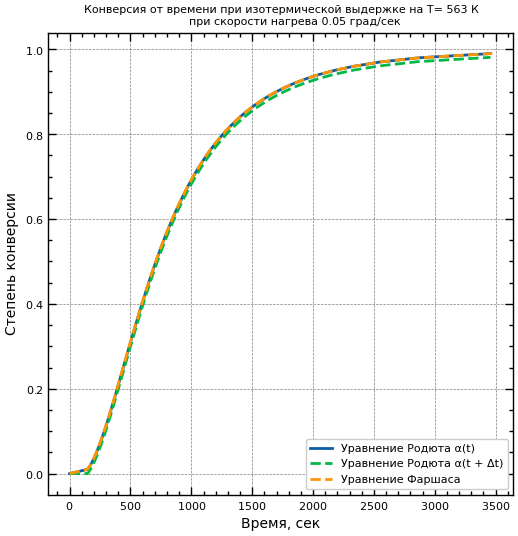 Конверсия от времени при изотермической выдержке на T= 563 К
при скорости нагрева 0.05 град/сек
Степень конверсии
1.0
0.8
0.6
0.4
0.2
0.0
Уравнение Родюта α(t)
Уравнение Родюта α(t + Δt)
Уравнение Фаршаса
0
500
1000
1500
2000
2500
3000
3500
Время, сек